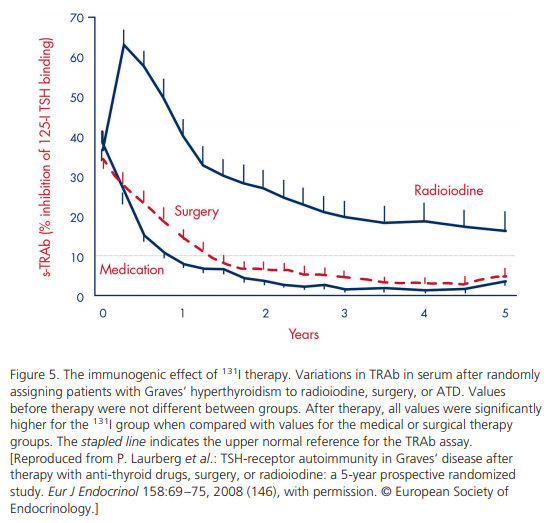 70
60
50
40
30
20
10
0
s-TRAb (% inhibition of 125-I TSH binding)
Radioiodine
Surgery
Medication
0 1 2 3 4 5
Years
Figure 5. The immunogenic effect of ¹³¹I therapy. Variations in TRAb in serum after randomly
assigning patients with Graves’ hyperthyroidism to radioiodine, surgery, or ATD. Values
before therapy were not different between groups. After therapy, all values were significantly
higher for the ¹³¹I group when compared with values for the medical or surgical therapy
groups. The stapled line indicates the upper normal reference for the TRAb assay.
[Reproduced from P. Laurberg et al.: TSH-receptor autoimmunity in Graves’ disease after
therapy with anti-thyroid drugs, surgery, or radioiodine: a 5-year prospective randomized
study. Eur J Endocrinol 158:69–75, 2008 (146), with permission. © European Society of
Endocrinology.]